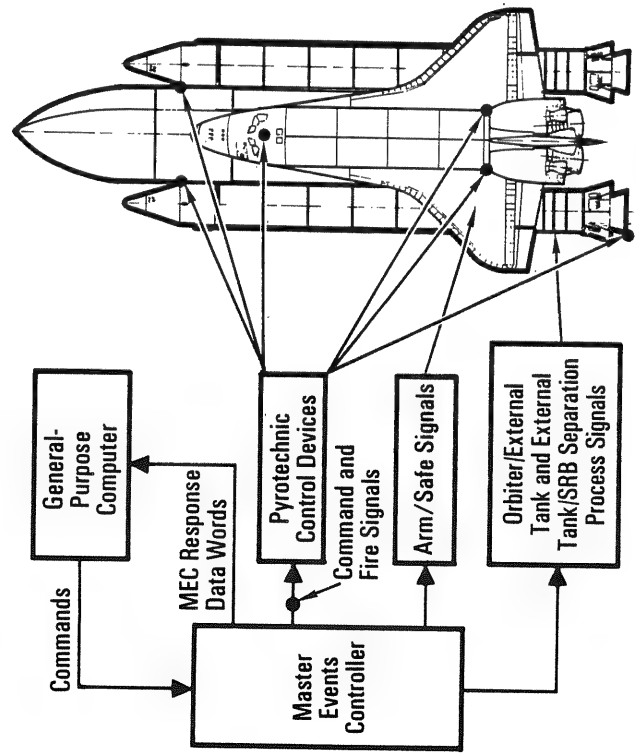 General-
Purpose
Computer
Commands
MEC Response
Data Words
Master
Events
Controller
Pyrotechnic
Control Devices
Command and
Fire Signals
Arm/Safe Signals
Orbiter/External
Tank and External
Tank/SRB Separation
Process Signals